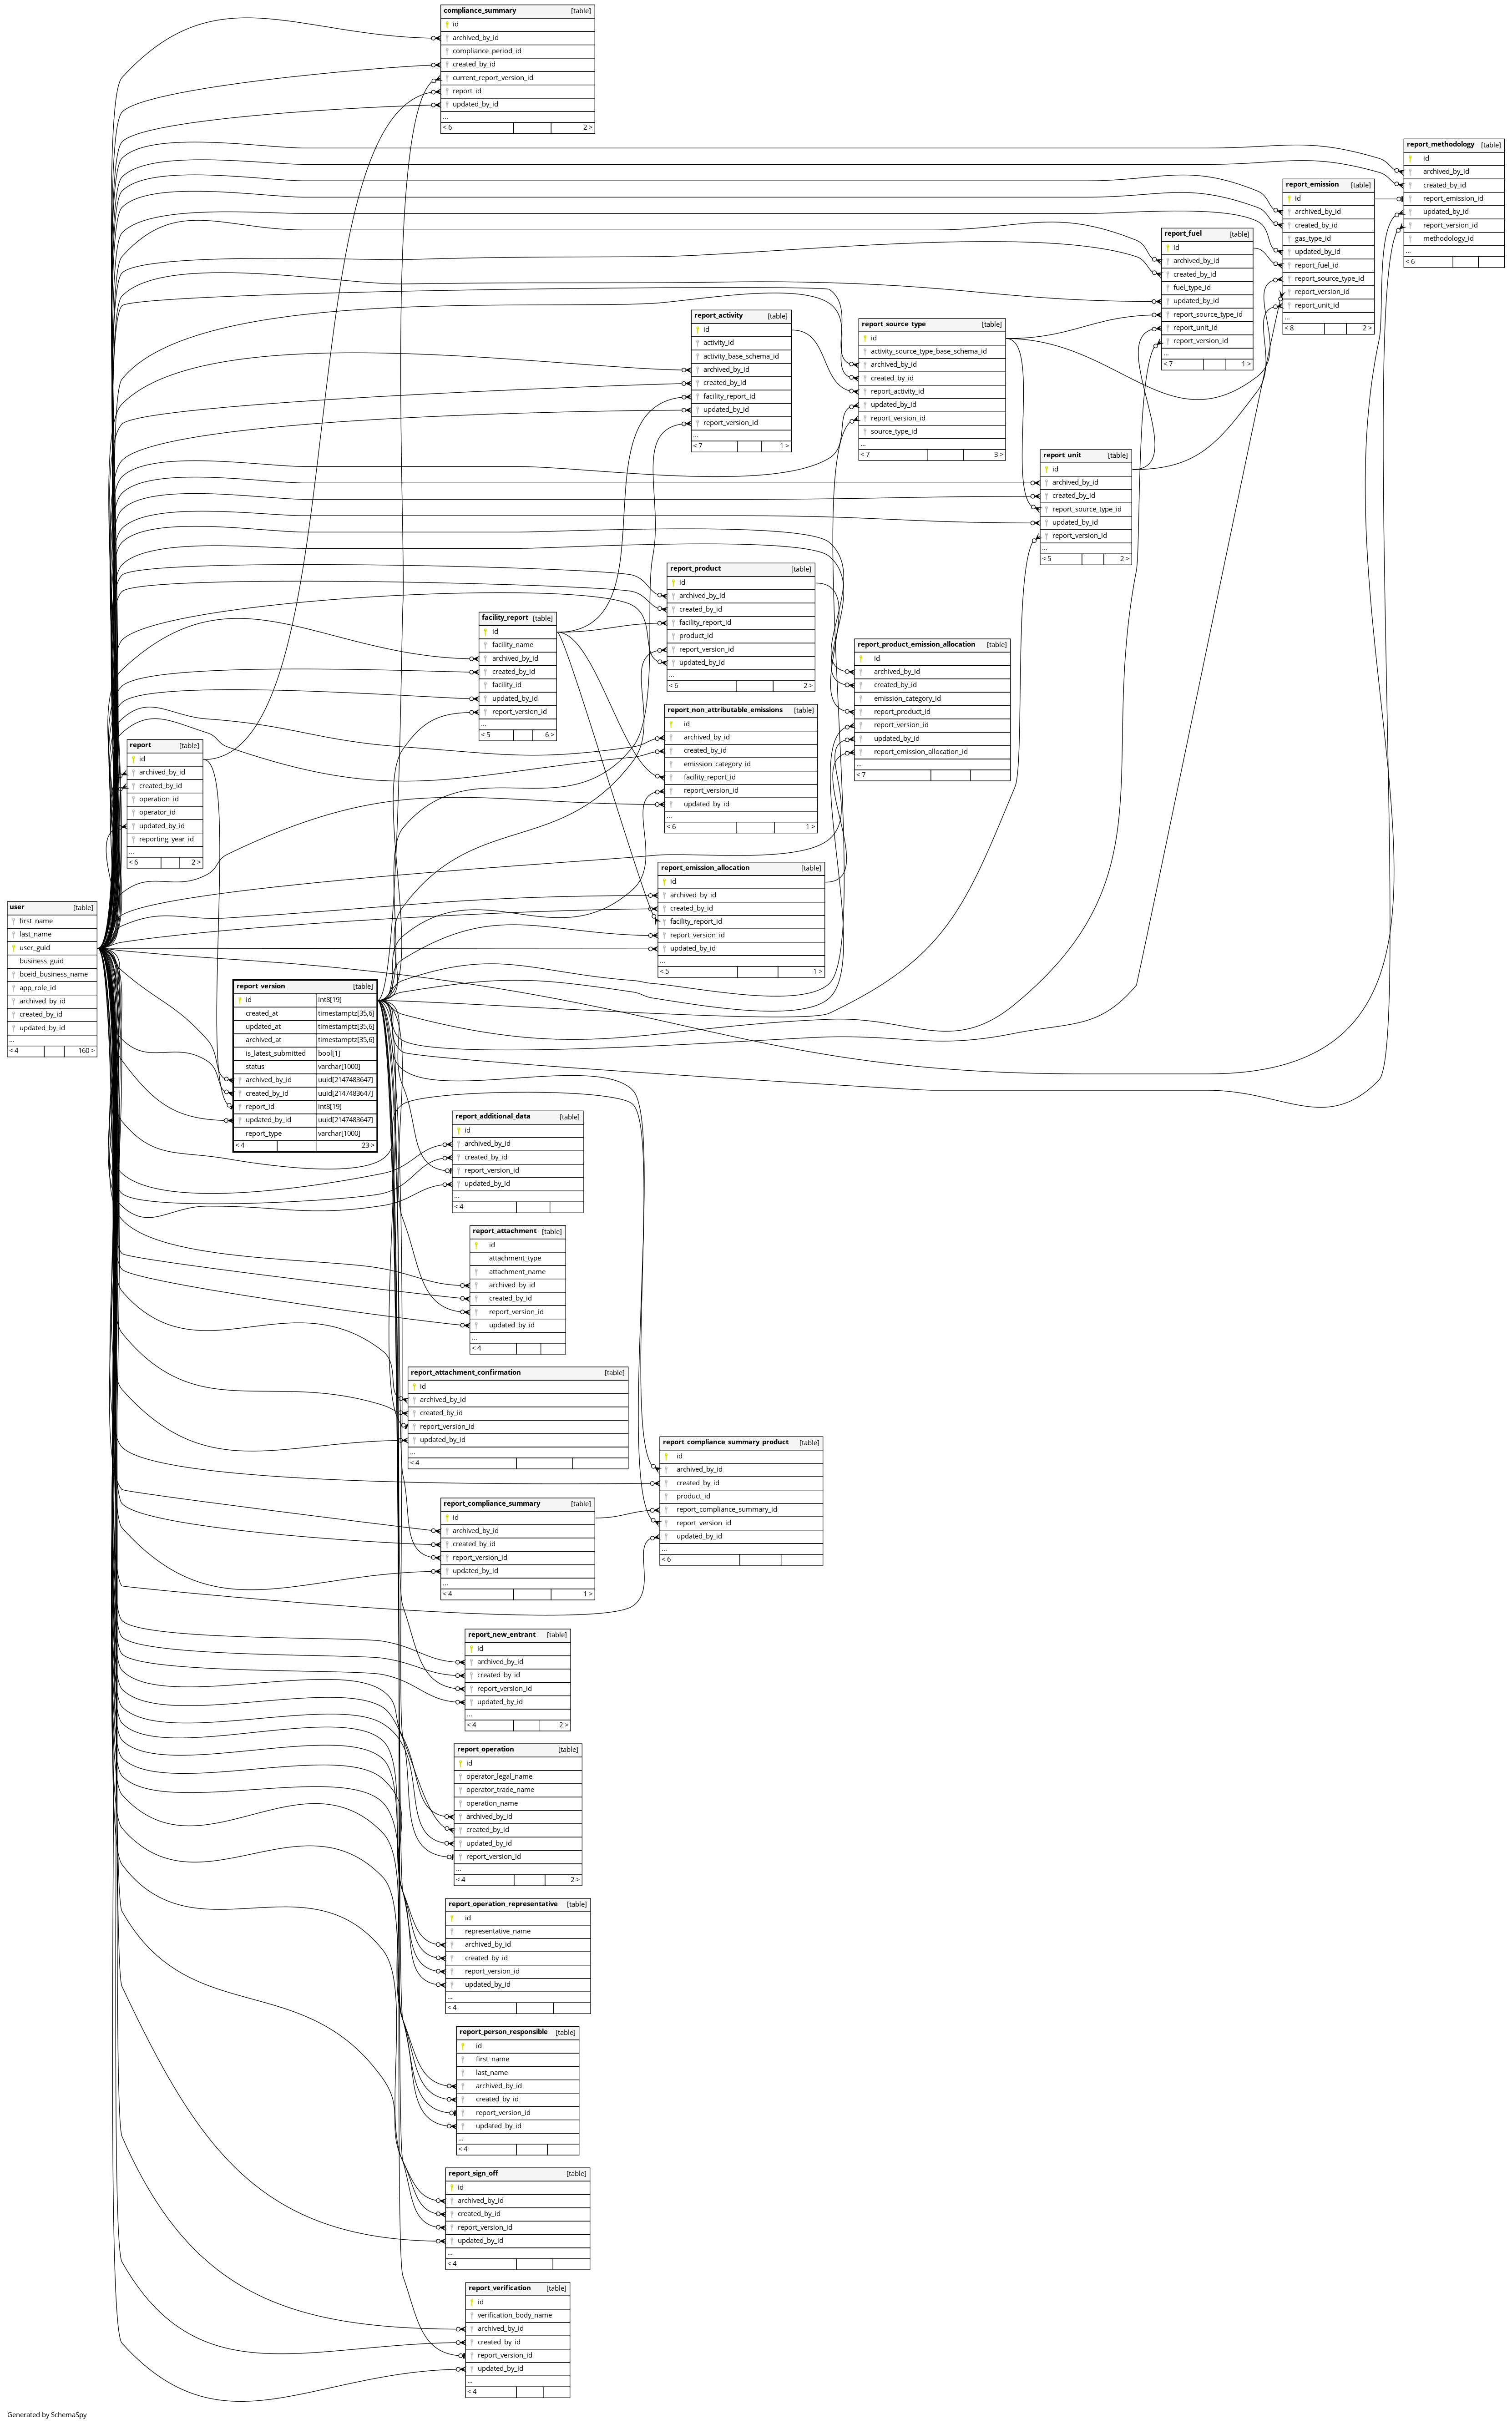 compliance_summary [table]
id
archived_by_id
compliance_period_id
created_by_id
current_report_version_id
report_id
updated_by_id
...
< 6 2 >
report_methodology [table]
id
archived_by_id
created_by_id
report_emission_id
updated_by_id
report_version_id
methodology_id
...
< 6
report_emission [table]
id
archived_by_id
created_by_id
gas_type_id
updated_by_id
report_fuel_id
report_source_type_id
report_version_id
report_unit_id
...
< 8 2 >
report_fuel [table]
id
archived_by_id
created_by_id
fuel_type_id
updated_by_id
report_source_type_id
report_unit_id
report_version_id
...
< 7 1 >
report_activity [table]
id
activity_id
activity_base_schema_id
archived_by_id
created_by_id
facility_report_id
updated_by_id
report_version_id
...
< 7 1 >
report_source_type [table]
id
activity_source_type_base_schema_id
archived_by_id
created_by_id
report_activity_id
updated_by_id
report_version_id
source_type_id
...
< 7 3 >
report_unit [table]
id
archived_by_id
created_by_id
report_source_type_id
updated_by_id
report_version_id
...
< 5 2 >
report_product [table]
id
archived_by_id
created_by_id
facility_report_id
product_id
report_version_id
updated_by_id
...
< 6 2 >
facility_report [table]
id
facility_name
archived_by_id
created_by_id
facility_id
updated_by_id
report_version_id
...
< 5 6 >
report_product_emission_allocation [table]
id
archived_by_id
created_by_id
emission_category_id
report_product_id
report_version_id
updated_by_id
report_emission_allocation_id
...
< 7
report_non_attributable_emissions [table]
id
archived_by_id
created_by_id
emission_category_id
facility_report_id
report_version_id
updated_by_id
...
< 6 1 >
report [table]
id
archived_by_id
created_by_id
operation_id
operator_id
updated_by_id
reporting_year_id
...
< 6 2 >
report_emission_allocation [table]
id
archived_by_id
created_by_id
facility_report_id
report_version_id
updated_by_id
...
< 5 1 >
user [table]
first_name
last_name
user_guid
business_guid
bceid_business_name
app_role_id
archived_by_id
created_by_id
updated_by_id
...
< 4 160 >
report_version [table]
id int8[19]
created_at timestamptz[35,6]
updated_at timestamptz[35,6]
archived_at timestamptz[35,6]
is_latest_submitted bool[1]
status varchar[1000]
archived_by_id uuid[2147483647]
created_by_id uuid[2147483647]
report_id int8[19]
updated_by_id uuid[2147483647]
report_type varchar[1000]
< 4 23 >
report_additional_data [table]
id
archived_by_id
created_by_id
report_version_id
updated_by_id
...
< 4
report_attachment [table]
id
attachment_type
attachment_name
archived_by_id
created_by_id
report_version_id
updated_by_id
...
< 4
report_attachment_confirmation [table]
id
archived_by_id
created_by_id
report_version_id
updated_by_id
...
< 4
report_compliance_summary_product [table]
id
archived_by_id
created_by_id
product_id
report_compliance_summary_id
report_version_id
updated_by_id
...
< 6
report_compliance_summary [table]
id
archived_by_id
created_by_id
report_version_id
updated_by_id
...
< 4 1 >
report_new_entrant [table]
id
archived_by_id
created_by_id
report_version_id
updated_by_id
...
< 4 2 >
report_operation [table]
id
operator_legal_name
operator_trade_name
operation_name
archived_by_id
created_by_id
updated_by_id
report_version_id
...
< 4 2 >
report_operation_representative [table]
id
representative_name
archived_by_id
created_by_id
report_version_id
updated_by_id
...
< 4
report_person_responsible [table]
id
first_name
last_name
archived_by_id
created_by_id
report_version_id
updated_by_id
...
< 4
report_sign_off [table]
id
archived_by_id
created_by_id
report_version_id
updated_by_id
...
< 4
report_verification [table]
id
verification_body_name
archived_by_id
created_by_id
report_version_id
updated_by_id
...
< 4
Generated by SchemaSpy